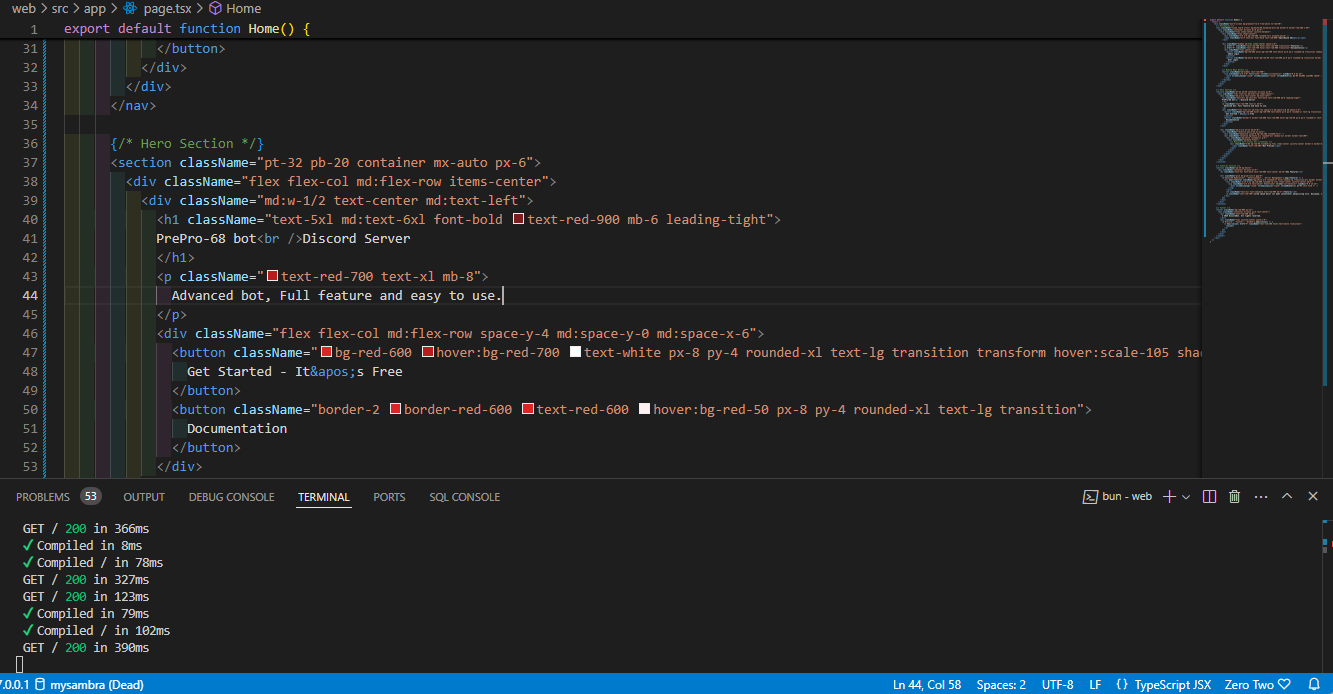 web > src > app > page.tsx > Home
1 export default function Home() {
31 </button>
32 </div>
33 </div>
34 </nav>
35
36 {/* Hero Section */}
37 <section className="pt-32 pb-20 container mx-auto px-6">
38 <div className="flex flex-col md:flex-row items-center">
39 <div className="md:w-1/2 text-center md:text-left">
40 <h1 className="text-5xl md:text-6xl font-bold text-red-900 mb-6 leading-tight">
41 PrePro-68 bot<br />Discord Server
42 </h1>
43 <p className="text-red-700 text-xl mb-8">
44 Advanced bot, Full feature and easy to use.
45 </p>
46 <div className="flex flex-col md:flex-row space-y-4 md:space-y-0 md:space-x-6">
47 <button className="bg-red-600 hover:bg-red-700 text-white px-8 py-4 rounded-xl text-lg transition transform hover:scale-105 sha
48 Get Started - It&apos;s Free
49 </button>
50 <button className="border-2 border-red-600 text-red-600 hover:bg-red-50 px-8 py-4 rounded-xl text-lg transition">
51 Documentation
52 </button>
53 </div>
PROBLEMS 53 OUTPUT DEBUG CONSOLE TERMINAL PORTS SQL CONSOLE bun - web
GET / 200 in 366ms
✓ Compiled in 8ms
✓ Compiled / in 78ms
GET / 200 in 327ms
GET / 200 in 123ms
✓ Compiled in 79ms
✓ Compiled / in 102ms
GET / 200 in 390ms
7.0.0.1 mysambra (Dead) Ln 44, Col 58 Spaces: 2 UTF-8 LF {} TypeScript JSX Zero Two